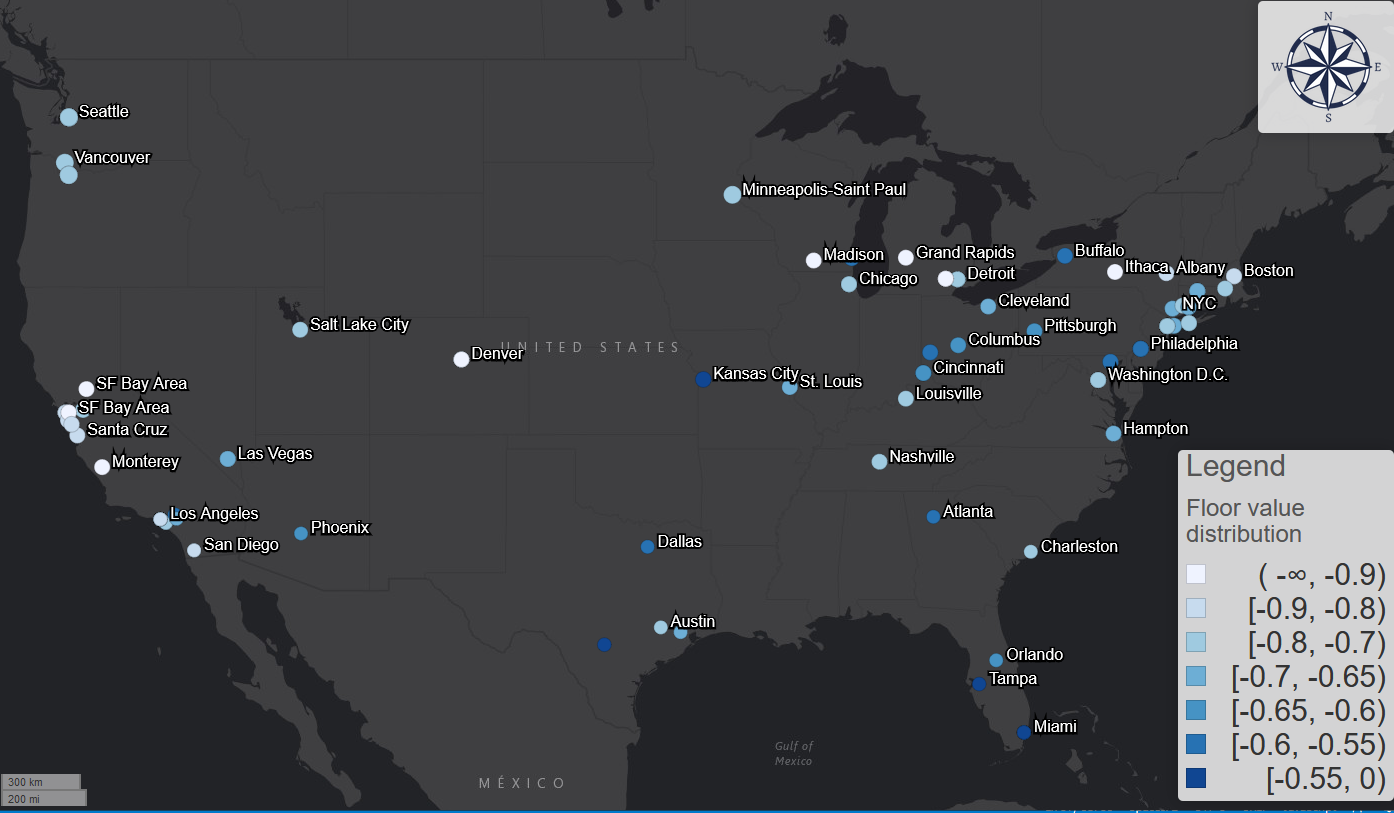 N
W E
S
Seattle
Vancouver
Minneapolis-Saint Paul
Madison
Grand Rapids
Buffalo
Chicago
Detroit
Ithaca
Albany
Boston
Cleveland
NYC
Salt Lake City
Pittsburgh
Columbus
Philadelphia
UNITED STATES
Denver
Kansas City
St. Louis
Cincinnati
Washington D.C.
SF Bay Area
Louisville
SF Bay Area
Santa Cruz
Hampton
Las Vegas
Nashville
Monterey
Los Angeles
Phoenix
Atlanta
San Diego
Dallas
Charleston
Austin
Orlando
Tampa
Miami
Gulf of
Mexico
MÉXICO
300 km
200 mi
Legend
Floor value
distribution
( -∞, -0.9)
[-0.9, -0.8)
[-0.8, -0.7)
[-0.7, -0.65)
[-0.65, -0.6)
[-0.6, -0.55)
[-0.55, 0)